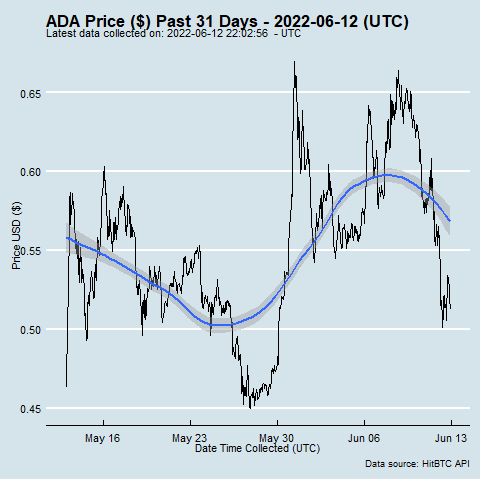 ADA Price ($) Past 31 Days - 2022-06-12 (UTC)
Latest data collected on: 2022-06-12 22:02:56 - UTC
Price USD ($)
0.65
0.60
0.55
0.50
0.45
May 16 May 23 May 30 Jun 06 Jun 13
Date Time Collected (UTC)
Data source: HitBTC API